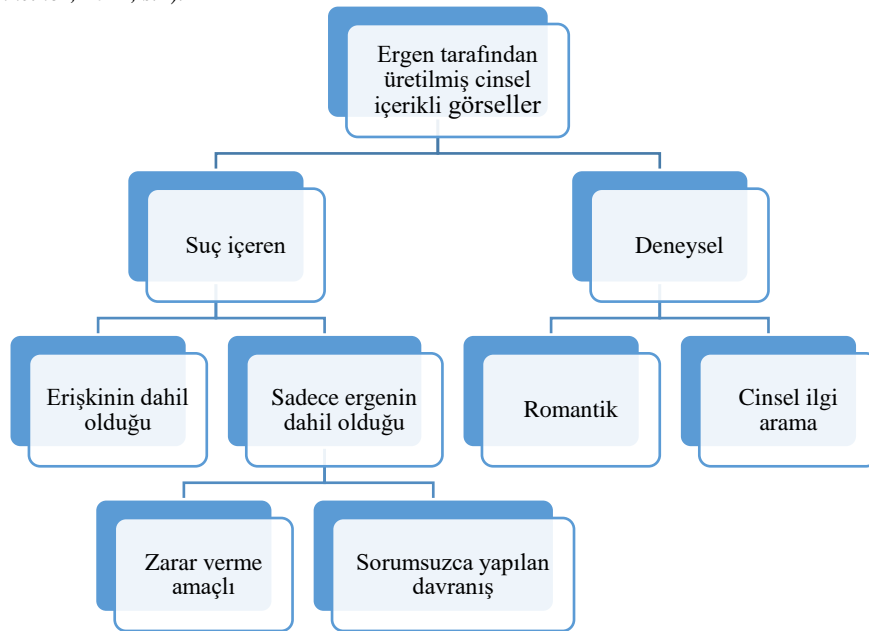 Ergen tarafından
üretilmiş cinsel
içerikli görseller
Suç içeren
Deneysel
Erişkinin dahil
olduğu
Sadece ergenin
dahil olduğu
Romantik
Cinsel ilgi
arama
Zarar verme
amaçlı
Sorumsuzca yapılan
davranış